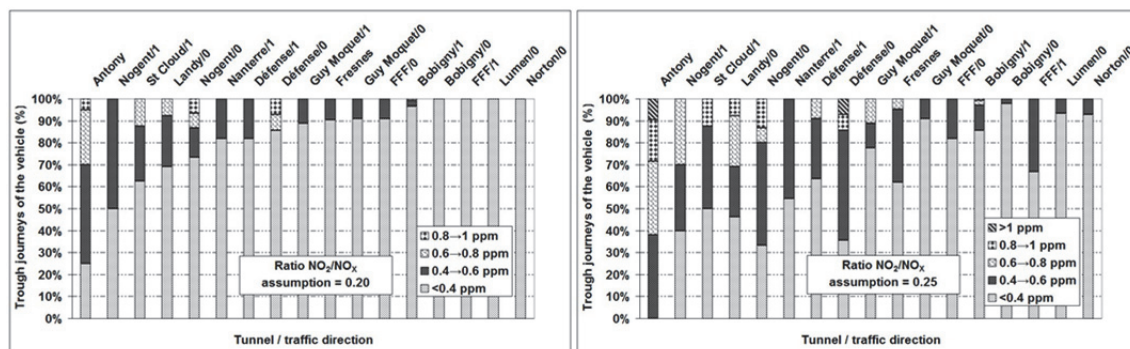 Antony
Nogent/1
St Cloud/1
Landy/0
Nogent/0
Nanterre/1
Défense/1
Défense/0
Guy Moquet/1
Fresnes
Guy Moquet/0
FFF/0
Bobigny/1
Bobigny/0
FFF/1
Lumen/0
Norton/0
Trough journeys of the vehicle (%)
100%
90%
80%
70%
60%
50%
40%
30%
20%
10%
0%
0.8→1 ppm
0.6→0.8 ppm
0.4→0.6 ppm
<0.4 ppm
Ratio NO₂/NOₓ
assumption = 0.20
Tunnel / traffic direction
Antony
Nogent/1
St Cloud/1
Landy/0
Nogent/0
Nanterre/1
Défense/1
Défense/0
Guy Moquet/1
Fresnes
Guy Moquet/0
FFF/0
Bobigny/1
Bobigny/0
FFF/1
Lumen/0
Norton/0
Trough journeys of the vehicle (%)
100%
90%
80%
70%
60%
50%
40%
30%
20%
10%
0%
>1 ppm
0.8→1 ppm
0.6→0.8 ppm
0.4→0.6 ppm
<0.4 ppm
Ratio NO₂/NOₓ
assumption = 0.25
Tunnel / traffic direction